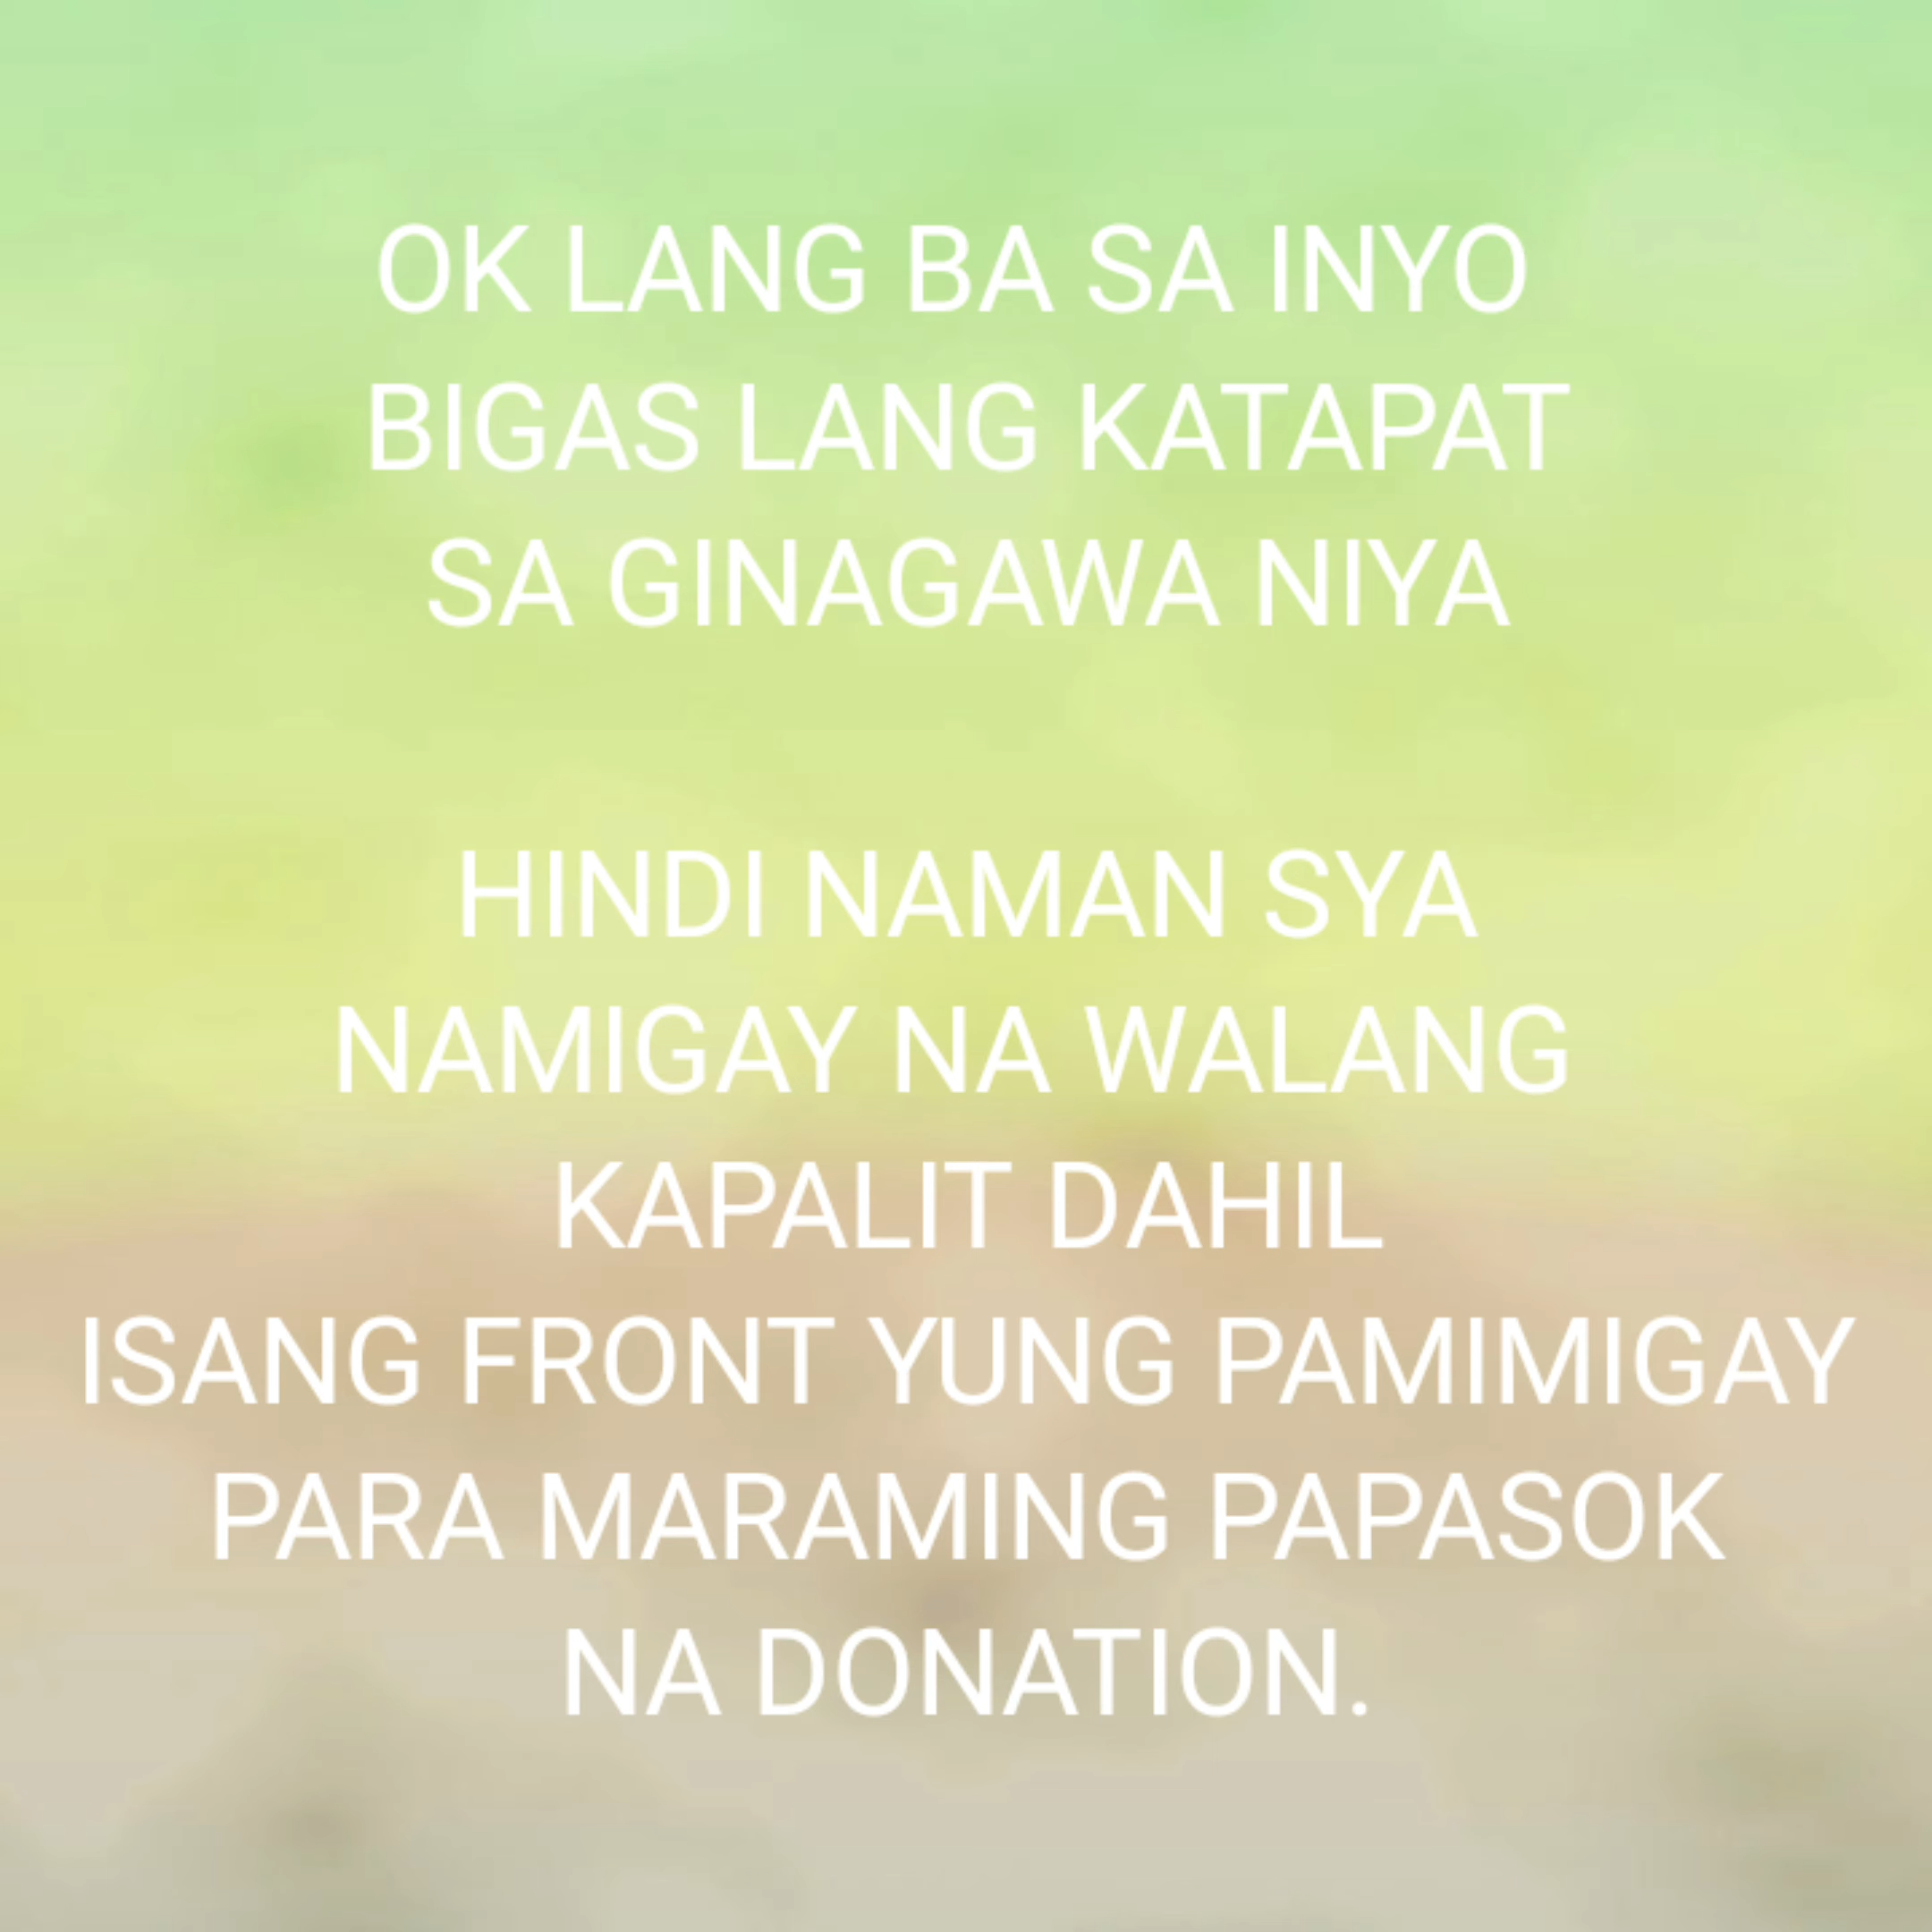 OK LANG BA SA INYO
BIGAS LANG KATAPAT
SA GINAGAWA NIYA
HINDI NAMAN SYA
NAMIGAY NA WALANG
KAPALIT DAHIL
ISANG FRONT YUNG PAMIMIGAY
PARA MARAMING PAPASOK
NA DONATION.